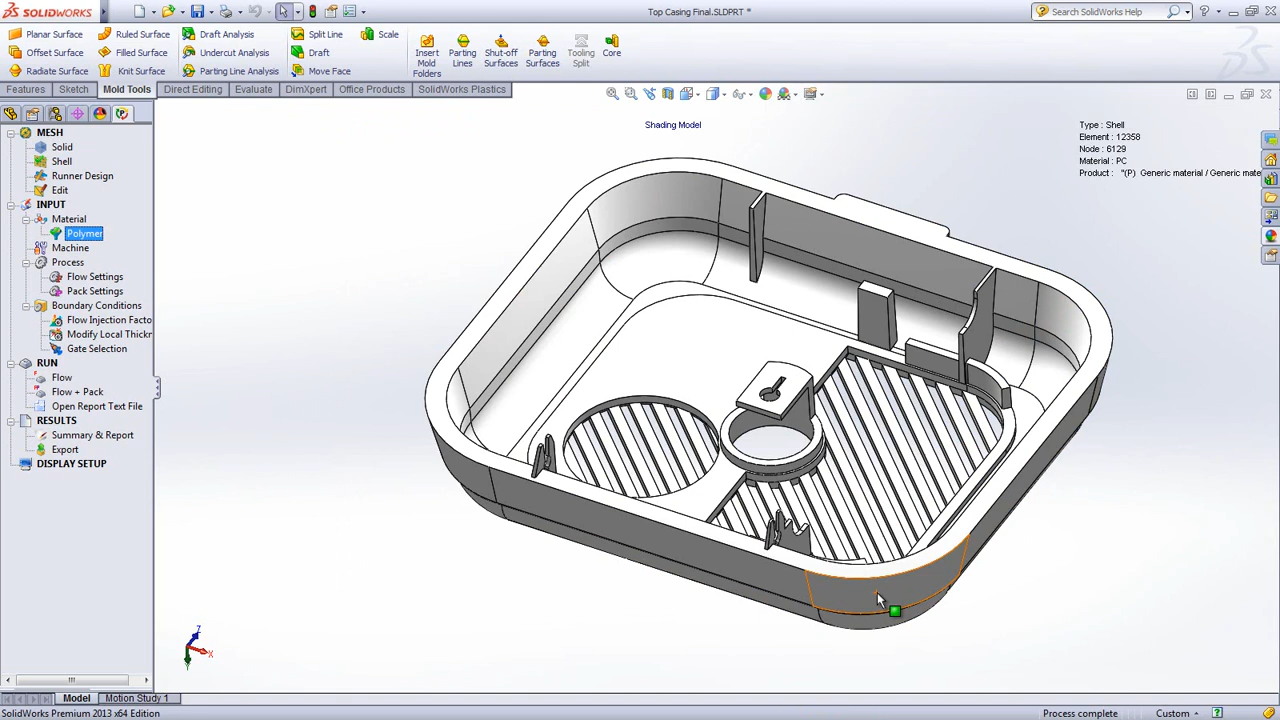 SOLIDWORKS
Top Casing Final.SLDPRT *
Search SolidWorks Help
Planar Surface
Ruled Surface
Draft Analysis
Split Line
Scale
Offset Surface
Filled Surface
Undercut Analysis
Draft
Radiate Surface
Knit Surface
Parting Line Analysis
Move Face
Insert
Mold
Folders
Parting
Lines
Shut-off
Surfaces
Parting
Surfaces
Tooling
Split
Core
Features
Sketch
Mold Tools
Direct Editing
Evaluate
DimXpert
Office Products
SolidWorks Plastics
MESH
Solid
Shell
Runner Design
Edit
INPUT
Material
Polymer
Machine
Process
Flow Settings
Pack Settings
Boundary Conditions
Flow Injection Facto
Modify Local Thickn
Gate Selection
RUN
Flow
Flow + Pack
Open Report Text File
RESULTS
Summary & Report
Export
DISPLAY SETUP
Shading Model
Type : Shell
Element : 12358
Node : 6129
Material : PC
Product : "(P) Generic material / Generic mate
Z
X
Model
Motion Study 1
SolidWorks Premium 2013 x64 Edition
Process complete
Custom